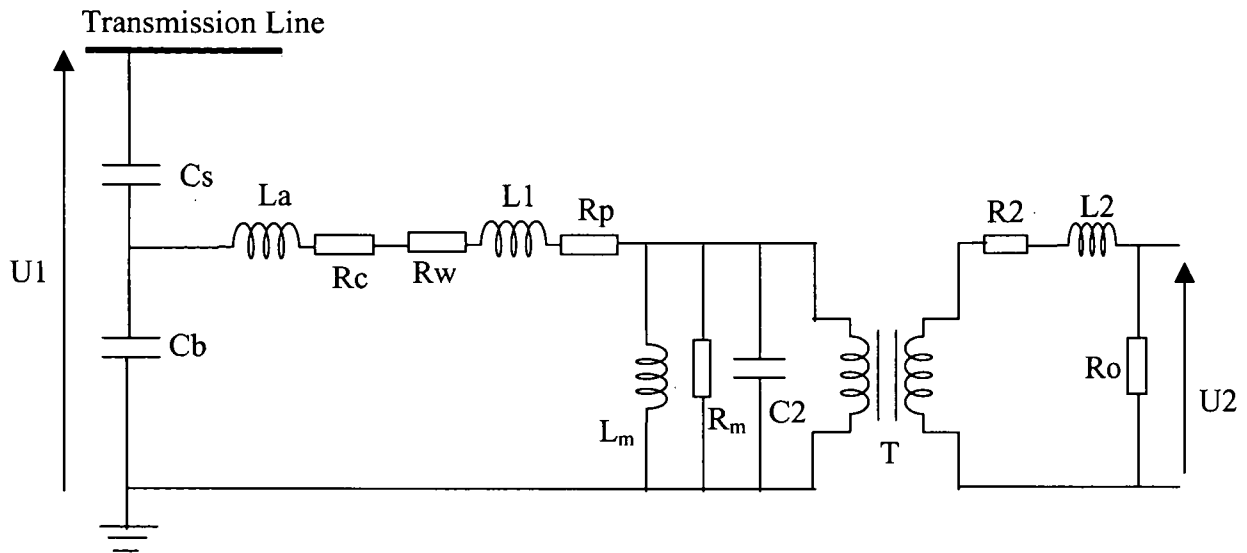 Transmission Line
Cs
La
L1
Rp
R2
L2
Rc
Rw
U1
Cb
Lm
Rm
C2
T
Ro
U2